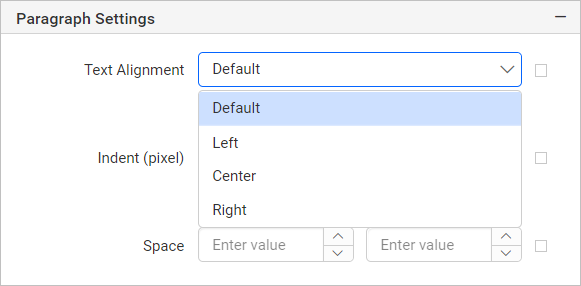 Paragraph Settings
Text Alignment Default
Default
Left
Indent (pixel)
Center
Right
Space Enter value Enter value